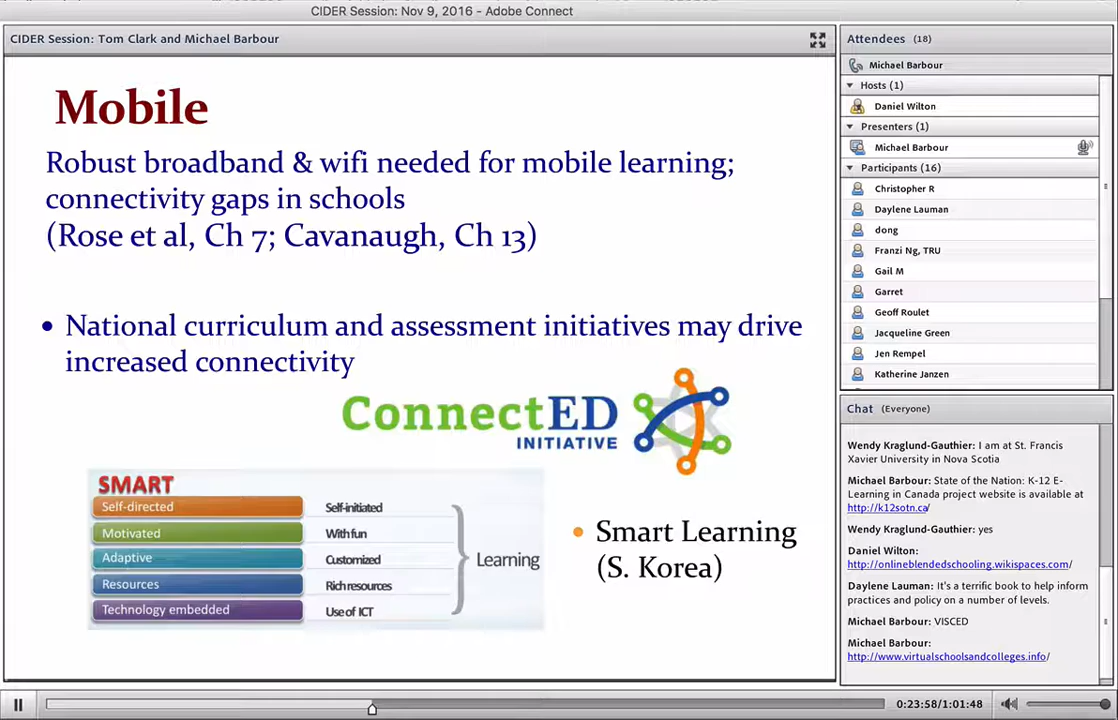 CIDER Session: Nov 9, 2016 - Adobe Connect
CIDER Session: Tom Clark and Michael Barbour
Mobile
Robust broadband & wifi needed for mobile learning;
connectivity gaps in schools
(Rose et al, Ch 7; Cavanaugh, Ch 13)
• National curriculum and assessment initiatives may drive
increased connectivity
ConnectED
INITIATIVE
SMART
Self-directed Self-initiated
Motivated With fun
Adaptive Customized
Resources Rich resources
Technology embedded Use of ICT
Learning
• Smart Learning
(S. Korea)
Attendees (18)
Michael Barbour
Hosts (1)
Daniel Wilton
Presenters (1)
Michael Barbour
Participants (16)
Christopher R
Daylene Lauman
dong
Franzi Ng, TRU
Gail M
Garret
Geoff Roulet
Jacqueline Green
Jen Rempel
Katherine Janzen
Chat (Everyone)
Wendy Kraglund-Gauthier: I am at St. Francis
Xavier University in Nova Scotia
Michael Barbour: State of the Nation: K-12 E-
Learning in Canada project website is available at
http://k12sotn.ca/
Wendy Kraglund-Gauthier: yes
Daniel Wilton:
http://onlineblendedschooling.wikispaces.com/
Daylene Lauman: It's a terrific book to help inform
practices and policy on a number of levels.
Michael Barbour: VISCED
Michael Barbour:
http://www.virtualschoolsandcolleges.info/
0:23:58/1:01:48